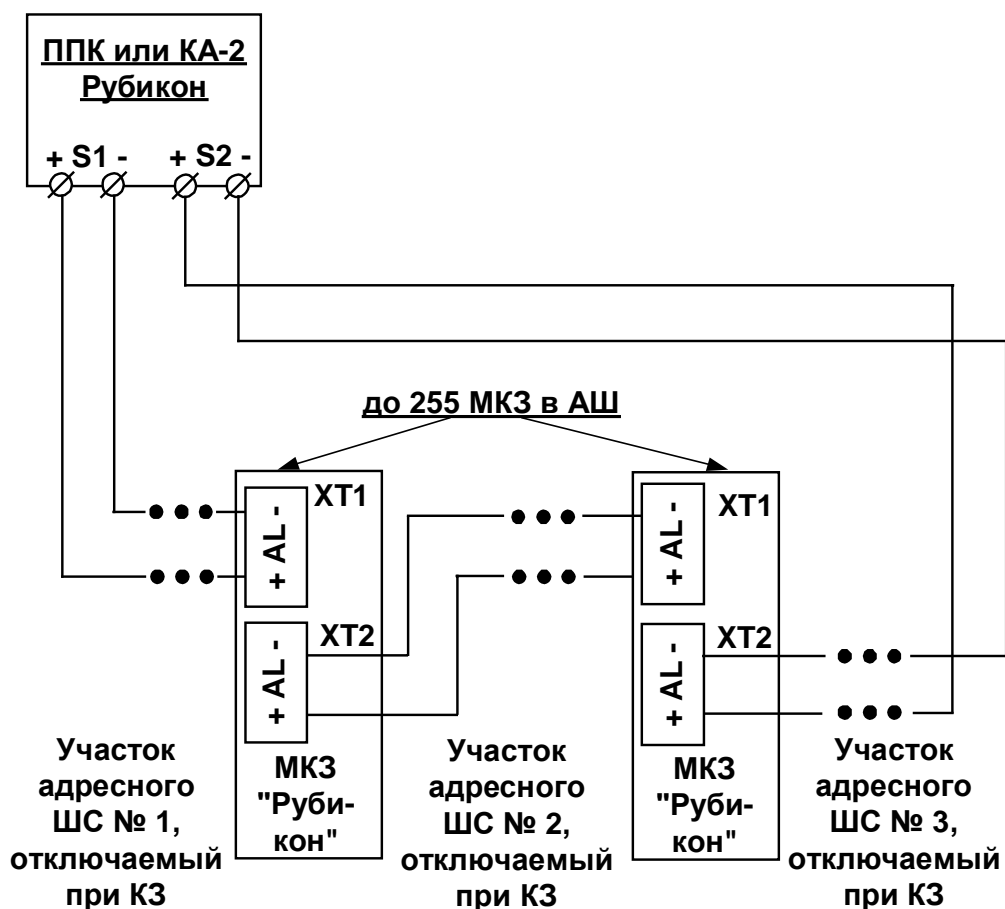 ППК или КА-2
Рубикон
+ S1 - + S2 -
до 255 МКЗ в АШ
XT1
+ AL -
XT2
+ AL -
МКЗ
"Руби-
кон"
XT1
+ AL -
XT2
+ AL -
МКЗ
"Руби-
кон"
Участок
адресного
ШС № 1,
отключаемый
при КЗ
Участок
адресного
ШС № 2,
отключаемый
при КЗ
Участок
адресного
ШС № 3,
отключаемый
при КЗ